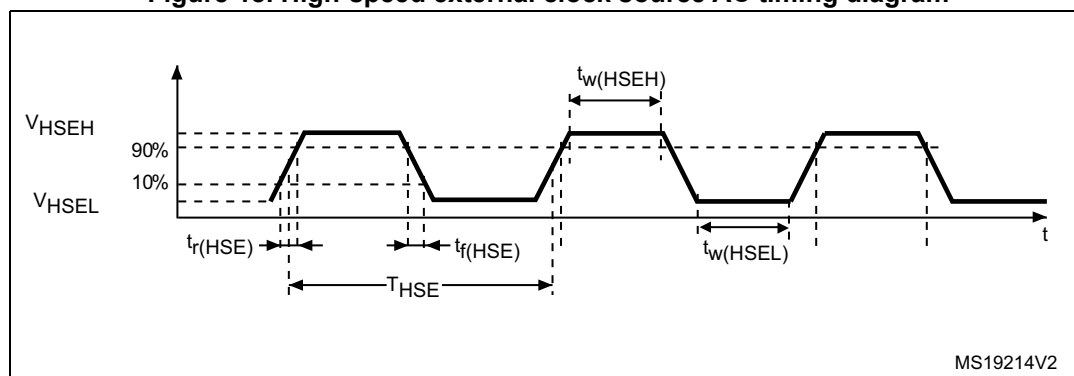 Figure 18. High-speed external clock source AC timing diagram
tw(HSEH)
VHSEH
90%
10%
VHSEL
tr(HSE)
tf(HSE)
tw(HSEL)
t
THSE
MS19214V2